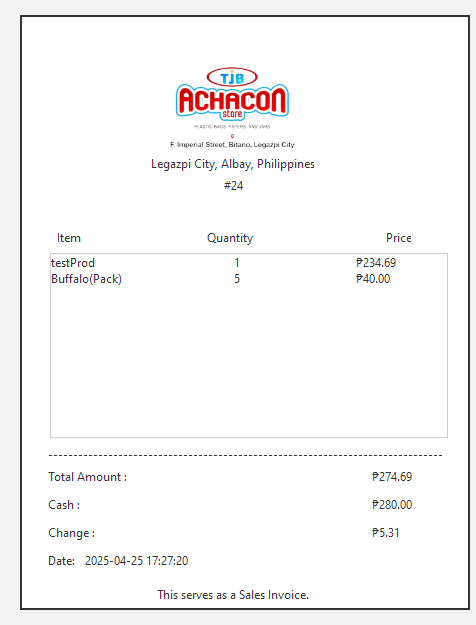 TJB
ACHACON
store
PLASTIC BAGS, PAPERS, AND JARS
F. Imperial Street, Bitano, Legazpi City
Legazpi City, Albay, Philippines
#24
Item Quantity Price
testProd 1 ₱234.69
Buffalo(Pack) 5 ₱40.00
Total Amount : ₱274.69
Cash : ₱280.00
Change : ₱5.31
Date: 2025-04-25 17:27:20
This serves as a Sales Invoice.